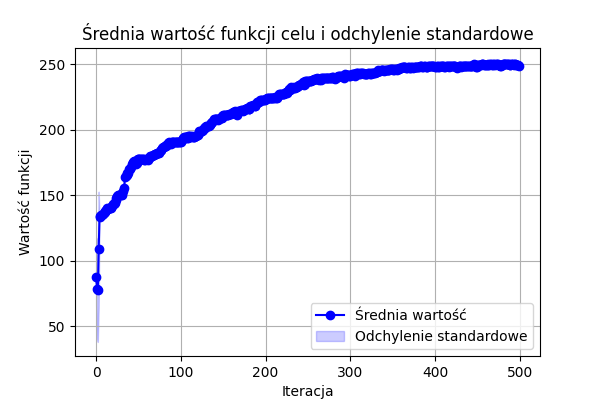 Średnia wartość funkcji celu i odchylenie standardowe
Wartość funkcji
250
200
150
100
50
0 100 200 300 400 500
Iteracja
Średnia wartość
Odchylenie standardowe